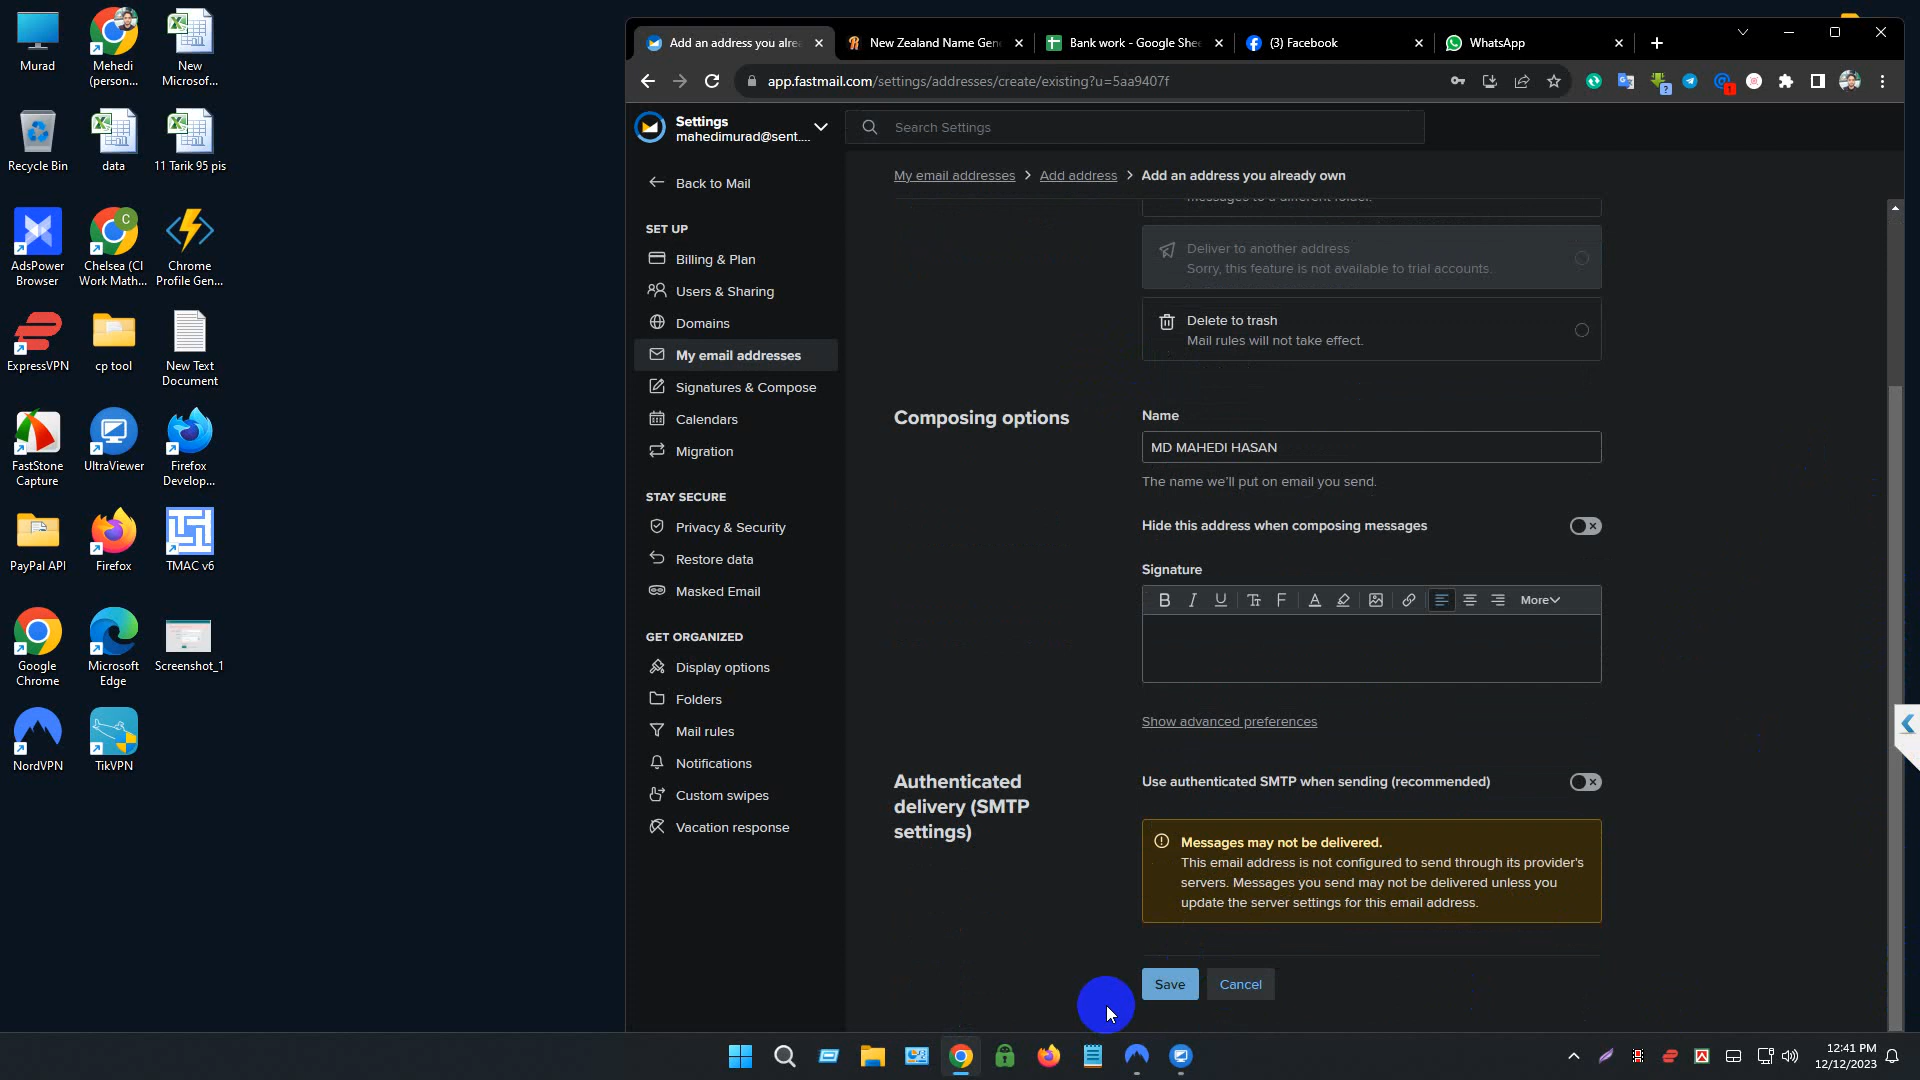 Murad
Mehedi
(person...
New
Microsof...
Recycle Bin
data
11 Tarik 95 pis
AdsPower
Browser
Chelsea (Cl
Work Math...
Chrome
Profile Gen...
ExpressVPN
cp tool
New Text
Document
FastStone
Capture
UltraViewer
Firefox
Develop...
PayPal API
Firefox
TMAC v6
Google
Chrome
Microsoft
Edge
Screenshot_1
NordVPN
TikVPN
Add an address you alrea
New Zealand Name Gene
Bank work - Google Shee
(3) Facebook
WhatsApp
app.fastmail.com/settings/addresses/create/existing?u=5aa9407f
Settings
mahedimurad@sent....
Search Settings
Back to Mail
SET UP
Billing & Plan
Users & Sharing
Domains
My email addresses
Signatures & Compose
Calendars
Migration
STAY SECURE
Privacy & Security
Restore data
Masked Email
GET ORGANIZED
Display options
Folders
Mail rules
Notifications
Custom swipes
Vacation response
My email addresses > Add address > Add an address you already own
messages to a different folder.
Deliver to another address
Sorry, this feature is not available to trial accounts.
Delete to trash
Mail rules will not take effect.
Composing options
Name
MD MAHEDI HASAN
The name we'll put on email you send.
Hide this address when composing messages
Signature
More
Show advanced preferences
Authenticated
delivery (SMTP
settings)
Use authenticated SMTP when sending (recommended)
Messages may not be delivered.
This email address is not configured to send through its provider's
servers. Messages you send may not be delivered unless you
update the server settings for this email address.
Save
Cancel
12:41 PM
12/12/2023